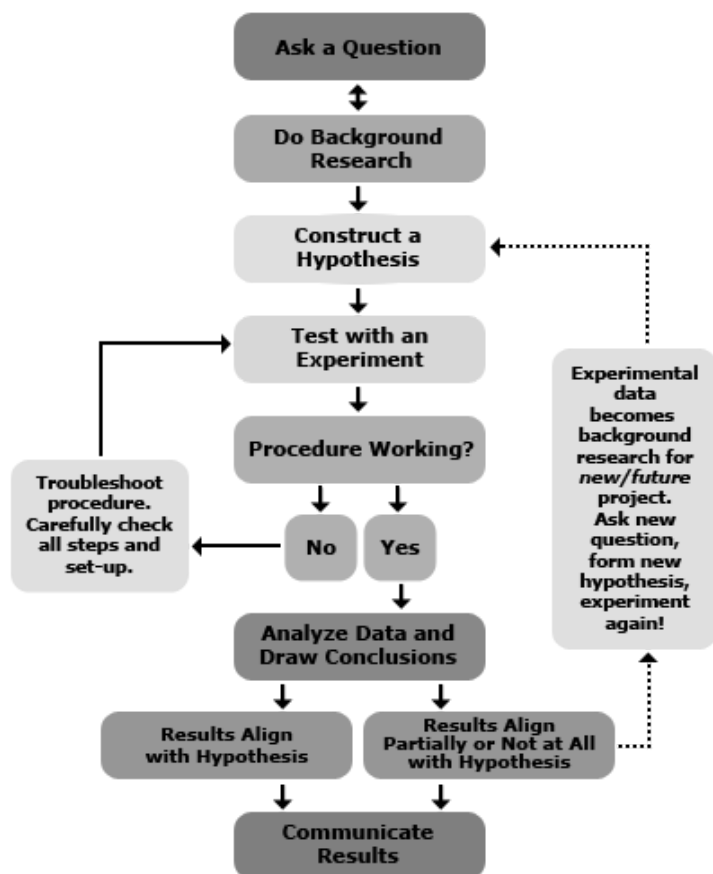 Ask a Question
Do Background
Research
Construct a
Hypothesis
Test with an
Experiment
Procedure Working?
Troubleshoot
procedure.
Carefully check
all steps and
set-up.
No
Yes
Experimental
data
becomes
background
research for
new/future
project.
Ask new
question,
form new
hypothesis,
experiment
again!
Analyze Data and
Draw Conclusions
Results Align
with Hypothesis
Results Align
Partially or Not at All
with Hypothesis
Communicate
Results